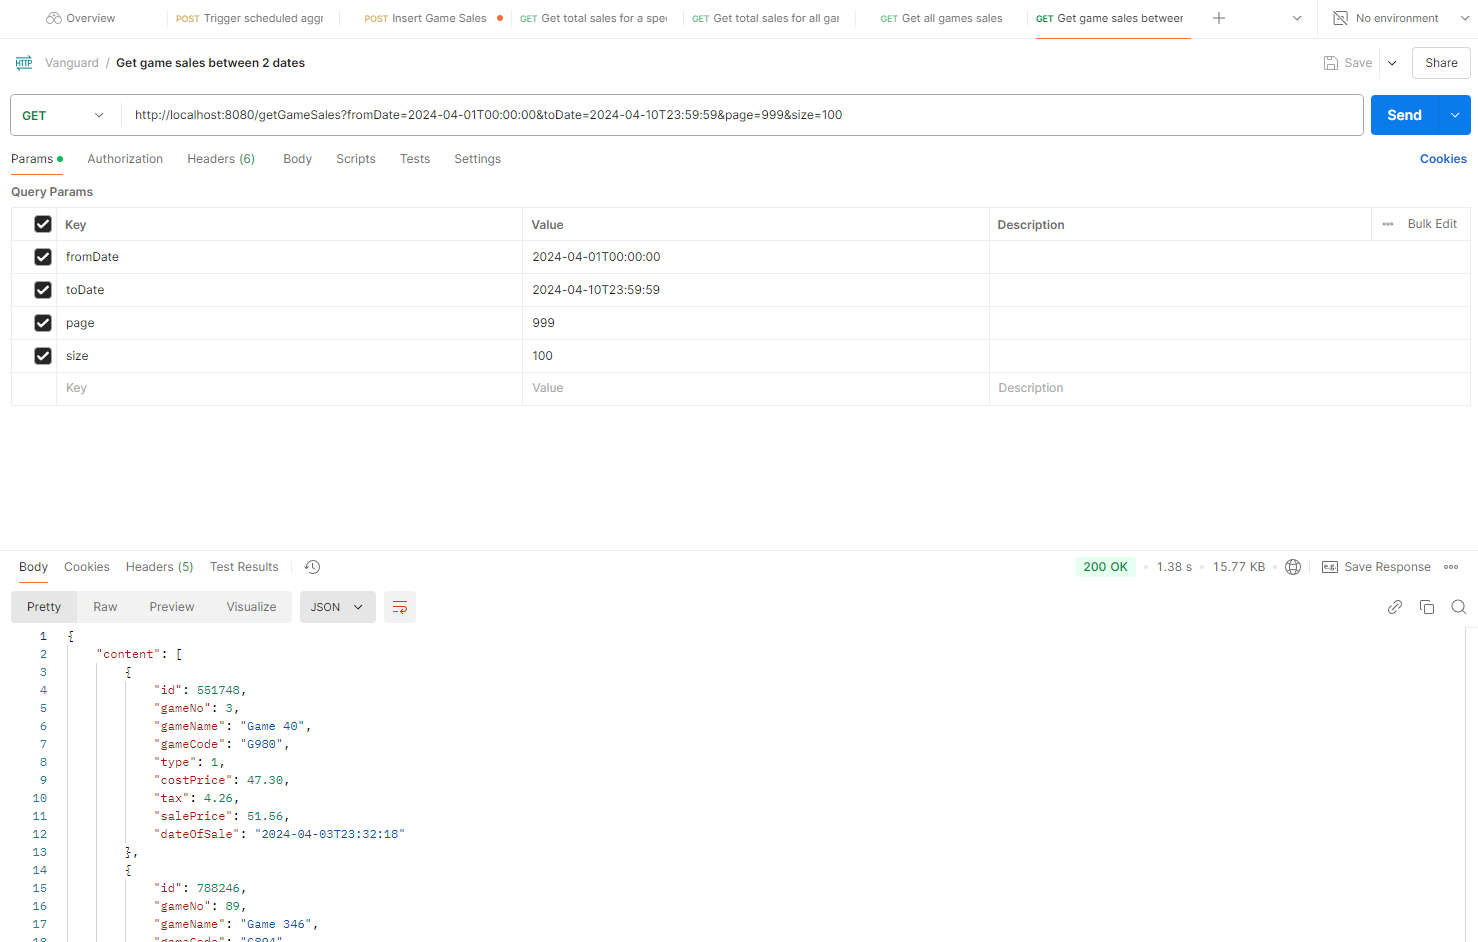 Overview
POST Trigger scheduled aggr
POST Insert Game Sales
GET Get total sales for a spe
GET Get total sales for all gar
GET Get all games sales
GET Get game sales betweer
No environment
HTTP Vanguard / Get game sales between 2 dates
Save
Share
GET
http://localhost:8080/getGameSales?fromDate=2024-04-01T00:00:00&toDate=2024-04-10T23:59:59&page=999&size=100
Send
Params
Authorization
Headers (6)
Body
Scripts
Tests
Settings
Cookies
Query Params
Key Value Description Bulk Edit
fromDate 2024-04-01T00:00:00
toDate 2024-04-10T23:59:59
page 999
size 100
Key Value Description
Body Cookies Headers (5) Test Results
200 OK 1.38 s 15.77 KB e.g. Save Response
Pretty Raw Preview Visualize JSON
1 {
2 "content": [
3 {
4 "id": 551748,
5 "gameNo": 3,
6 "gameName": "Game 40",
7 "gameCode": "G980",
8 "type": 1,
9 "costPrice": 47.30,
10 "tax": 4.26,
11 "salePrice": 51.56,
12 "dateOfSale": "2024-04-03T23:32:18"
13 },
14 {
15 "id": 788246,
16 "gameNo": 89,
17 "gameName": "Game 346",
18 "gameCode": "G894"